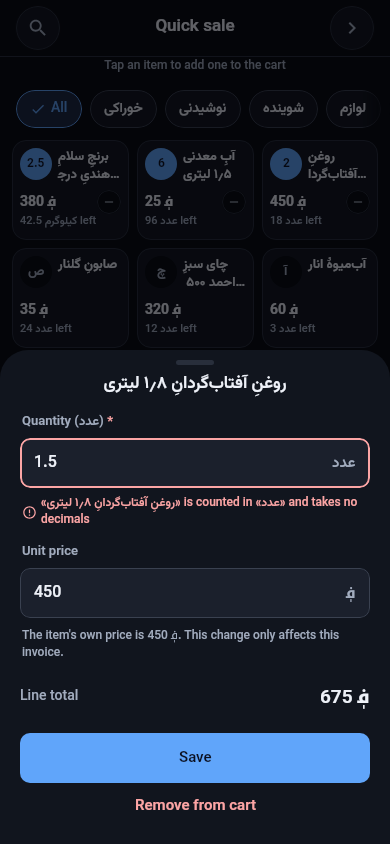 Quick sale
Tap an item to add one to the cart
All
خوراکی
نوشیدنی
شوینده
لوازم
2.5
برنج سلامِ
هندیِ درج…
380 ؋
42.5 کیلوگرم left
6
آبِ معدنی
۱٫۵ لیتری
25 ؋
96 عدد left
2
روغنِ
آفتاب‌گردا…
450 ؋
18 عدد left
ص
صابونِ گلنار
35 ؋
24 عدد left
چ
چای سبزِ
احمد ۵۰۰…
320 ؋
12 عدد left
آ
آب‌میوهٔ انار
60 ؋
3 عدد left
روغنِ آفتاب‌گردانِ ۱٫۸ لیتری
Quantity (عدد) *
1.5
عدد
«روغنِ آفتاب‌گردانِ ۱٫۸ لیتری» is counted in «عدد» and takes no
decimals
Unit price
450
؋
The item's own price is 450 ؋. This change only affects this
invoice.
Line total
675 ؋
Save
Remove from cart